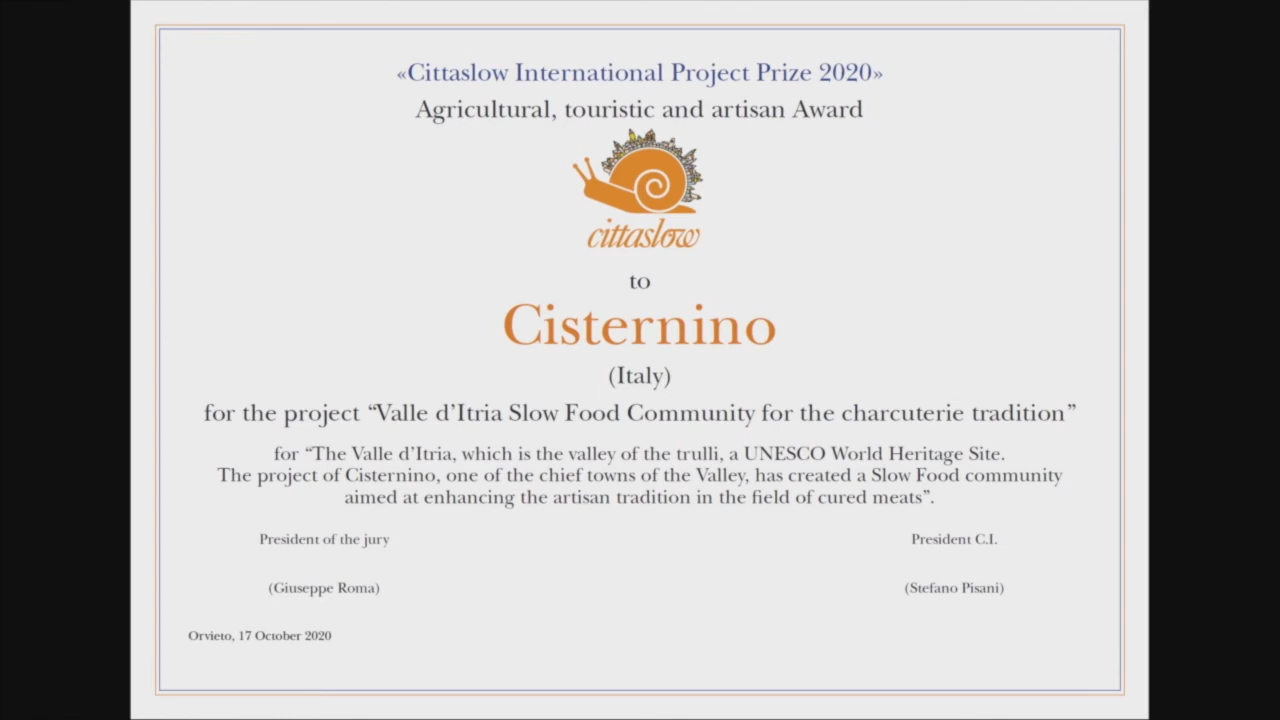 «Cittaslow International Project Prize 2020»
Agricultural, touristic and artisan Award
cittaslow
to
Cisternino
(Italy)
for the project “Valle d’Itria Slow Food Community for the charcuterie tradition”
for “The Valle d’Itria, which is the valley of the trulli, a UNESCO World Heritage Site.
The project of Cisternino, one of the chief towns of the Valley, has created a Slow Food community
aimed at enhancing the artisan tradition in the field of cured meats”.
President of the jury
President C.I.
(Giuseppe Roma)
(Stefano Pisani)
Orvieto, 17 October 2020